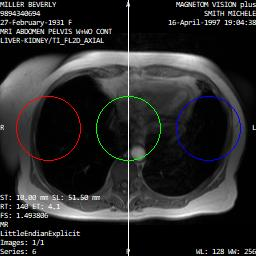 MILLER BEVERLY
9894340694
27-February-1931 F
MRI ABDOMEN PELVIS W+WO CONT
LIVER-KIDNEY/TI_FL2D_AXIAL
A
MAGNETOM VISION plus
SMITH MICHELE
16-April-1997 19:04:38
R
L
ST: 10.00 mm SL: 51.50 mm
RT: 140 ET: 4.1
FS: 1.493806
MR
LittleEndianExplicit
Images: 1/1
Series: 6
P
WL: 128 WW: 256